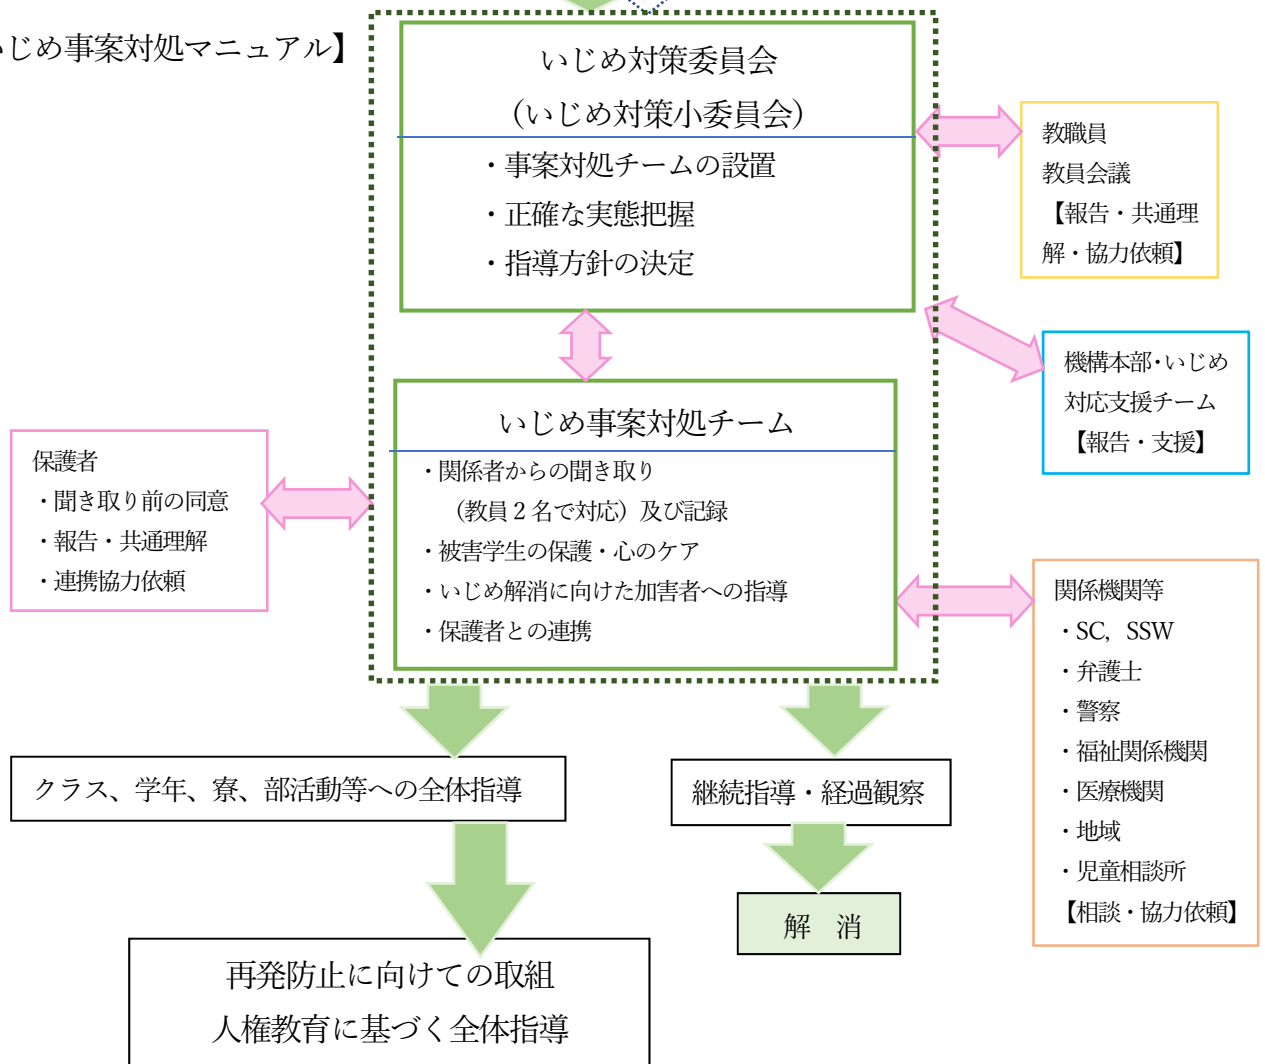 いじめ事案対処マニュアル】
いじめ対策委員会
（いじめ対策小委員会）
・事案対処チームの設置
・正確な実態把握
・指導方針の決定
教職員
教員会議
【報告・共通理
解・協力依頼】
機構本部・いじめ
対応支援チーム
【報告・支援】
いじめ事案対処チーム
・関係者からの聞き取り
（教員２名で対応）及び記録
・被害学生の保護・心のケア
・いじめ解消に向けた加害者への指導
・保護者との連携
保護者
・聞き取り前の同意
・報告・共通理解
・連携協力依頼
関係機関等
・SC，SSW
・弁護士
・警察
・福祉関係機関
・医療機関
・地域
・児童相談所
【相談・協力依頼】
クラス、学年、寮、部活動等への全体指導
継続指導・経過観察
解　消
再発防止に向けての取組
人権教育に基づく全体指導